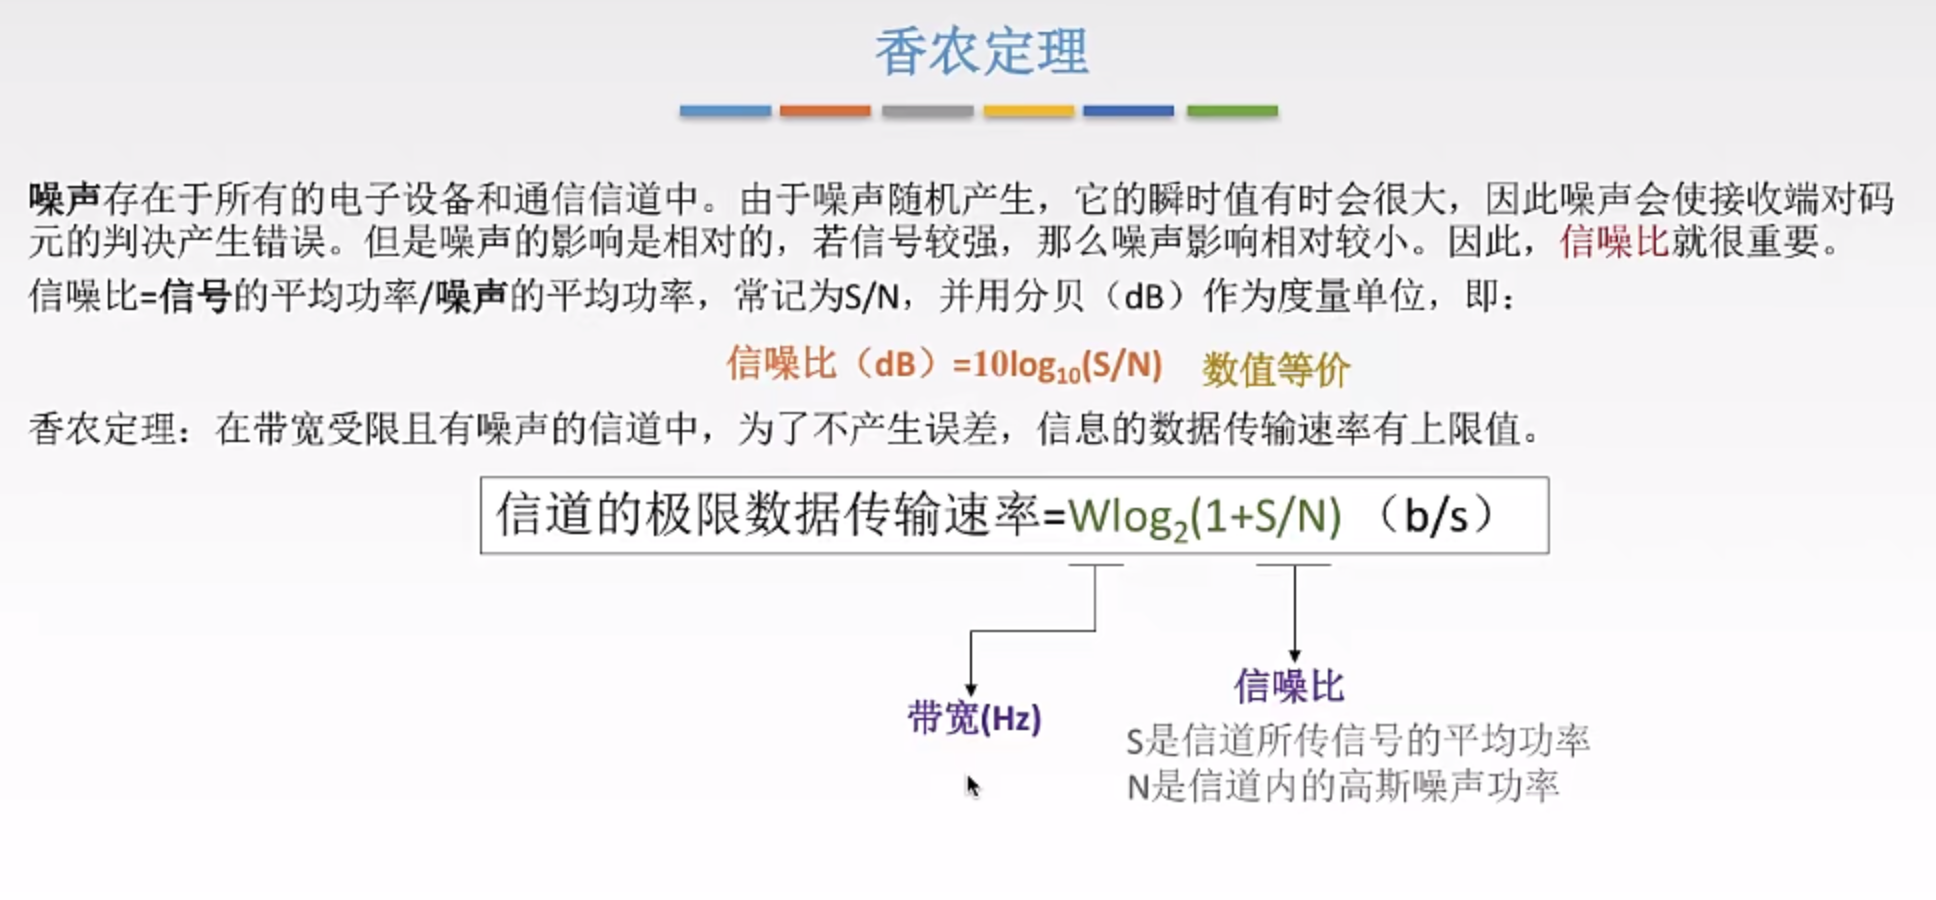 香农定理
噪声存在于所有的电子设备和通信信道中。由于噪声随机产生，它的瞬时值有时会很大，因此噪声会使接收端对码
元的判决产生错误。但是噪声的影响是相对的，若信号较强，那么噪声影响相对较小。因此，信噪比就很重要。
信噪比=信号的平均功率/噪声的平均功率，常记为S/N，并用分贝（dB）作为度量单位，即：
信噪比（dB）=10log₁₀(S/N) 数值等价
香农定理：在带宽受限且有噪声的信道中，为了不产生误差，信息的数据传输速率有上限值。
信道的极限数据传输速率=Wlog₂(1+S/N)（b/s）
信噪比
带宽(Hz)
S是信道所传信号的平均功率
N是信道内的高斯噪声功率